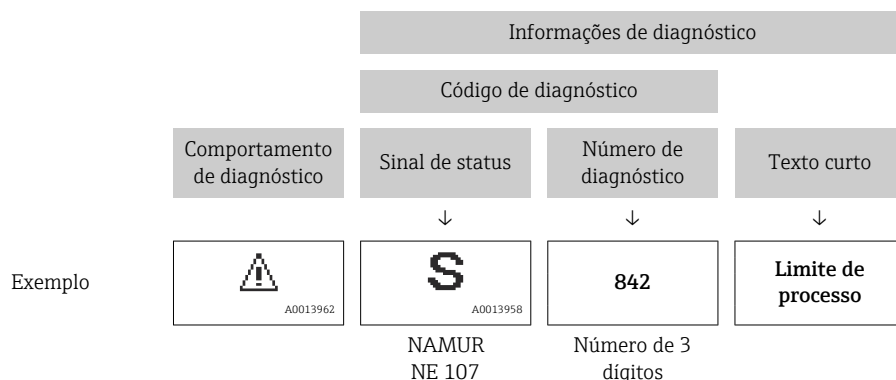 Informações de diagnóstico
Código de diagnóstico
Comportamento
de diagnóstico
Sinal de status
Número de
diagnóstico
Texto curto
↓
↓
↓
Exemplo
A0013962
S
A0013958
842
Limite de
processo
NAMUR
NE 107
Número de 3
dígitos